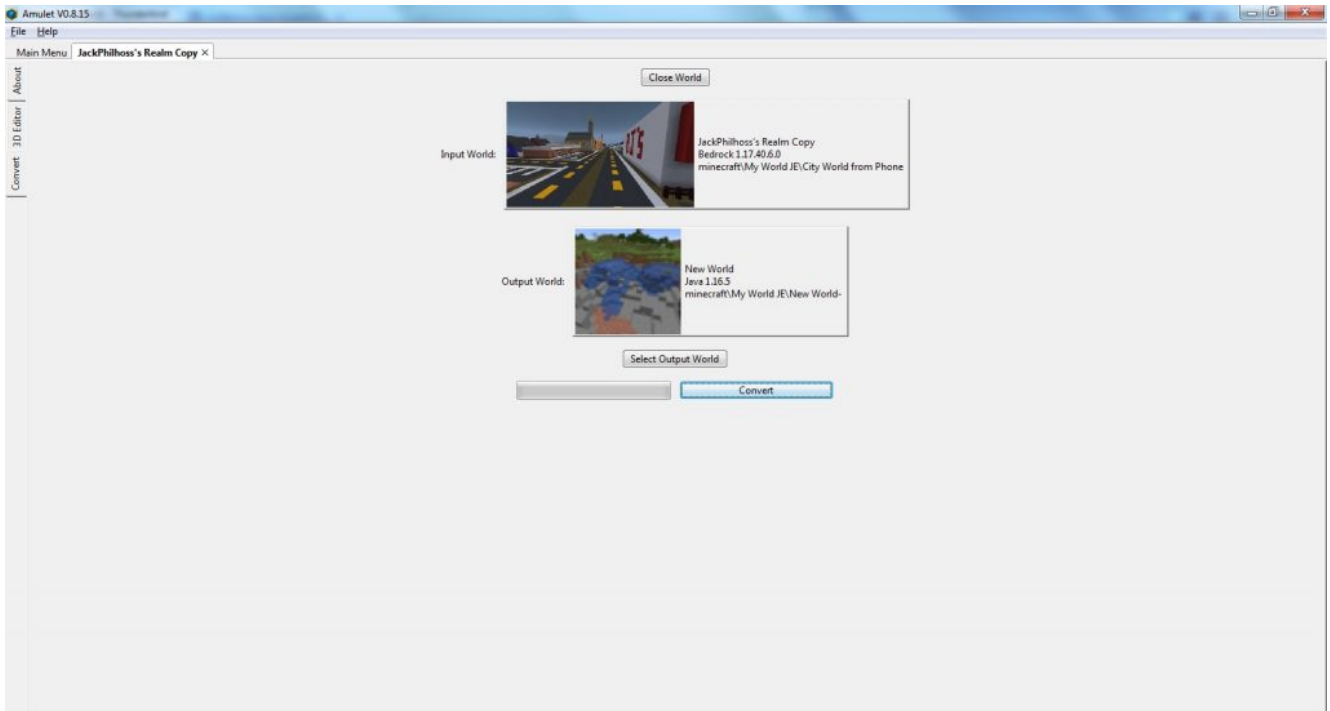 Amulet V0.8.15
File Help
Main Menu JackPhilhoss's Realm Copy ×
About
3D Editor
Convert
Close World
Input World:
JackPhilhoss's Realm Copy
Bedrock 1.17.40.6.0
minecraft\My World JE\City World from Phone
Output World:
New World
Java 1.16.5
minecraft\My World JE\New World-
Select Output World
Convert